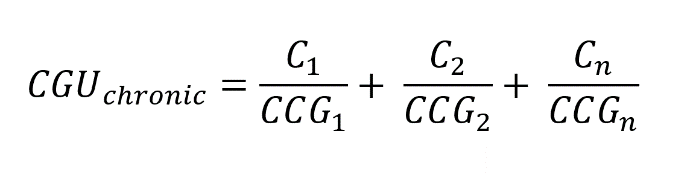 CGU_chronic = C_1/CCG_1 + C_2/CCG_2 + C_n/CCG_n